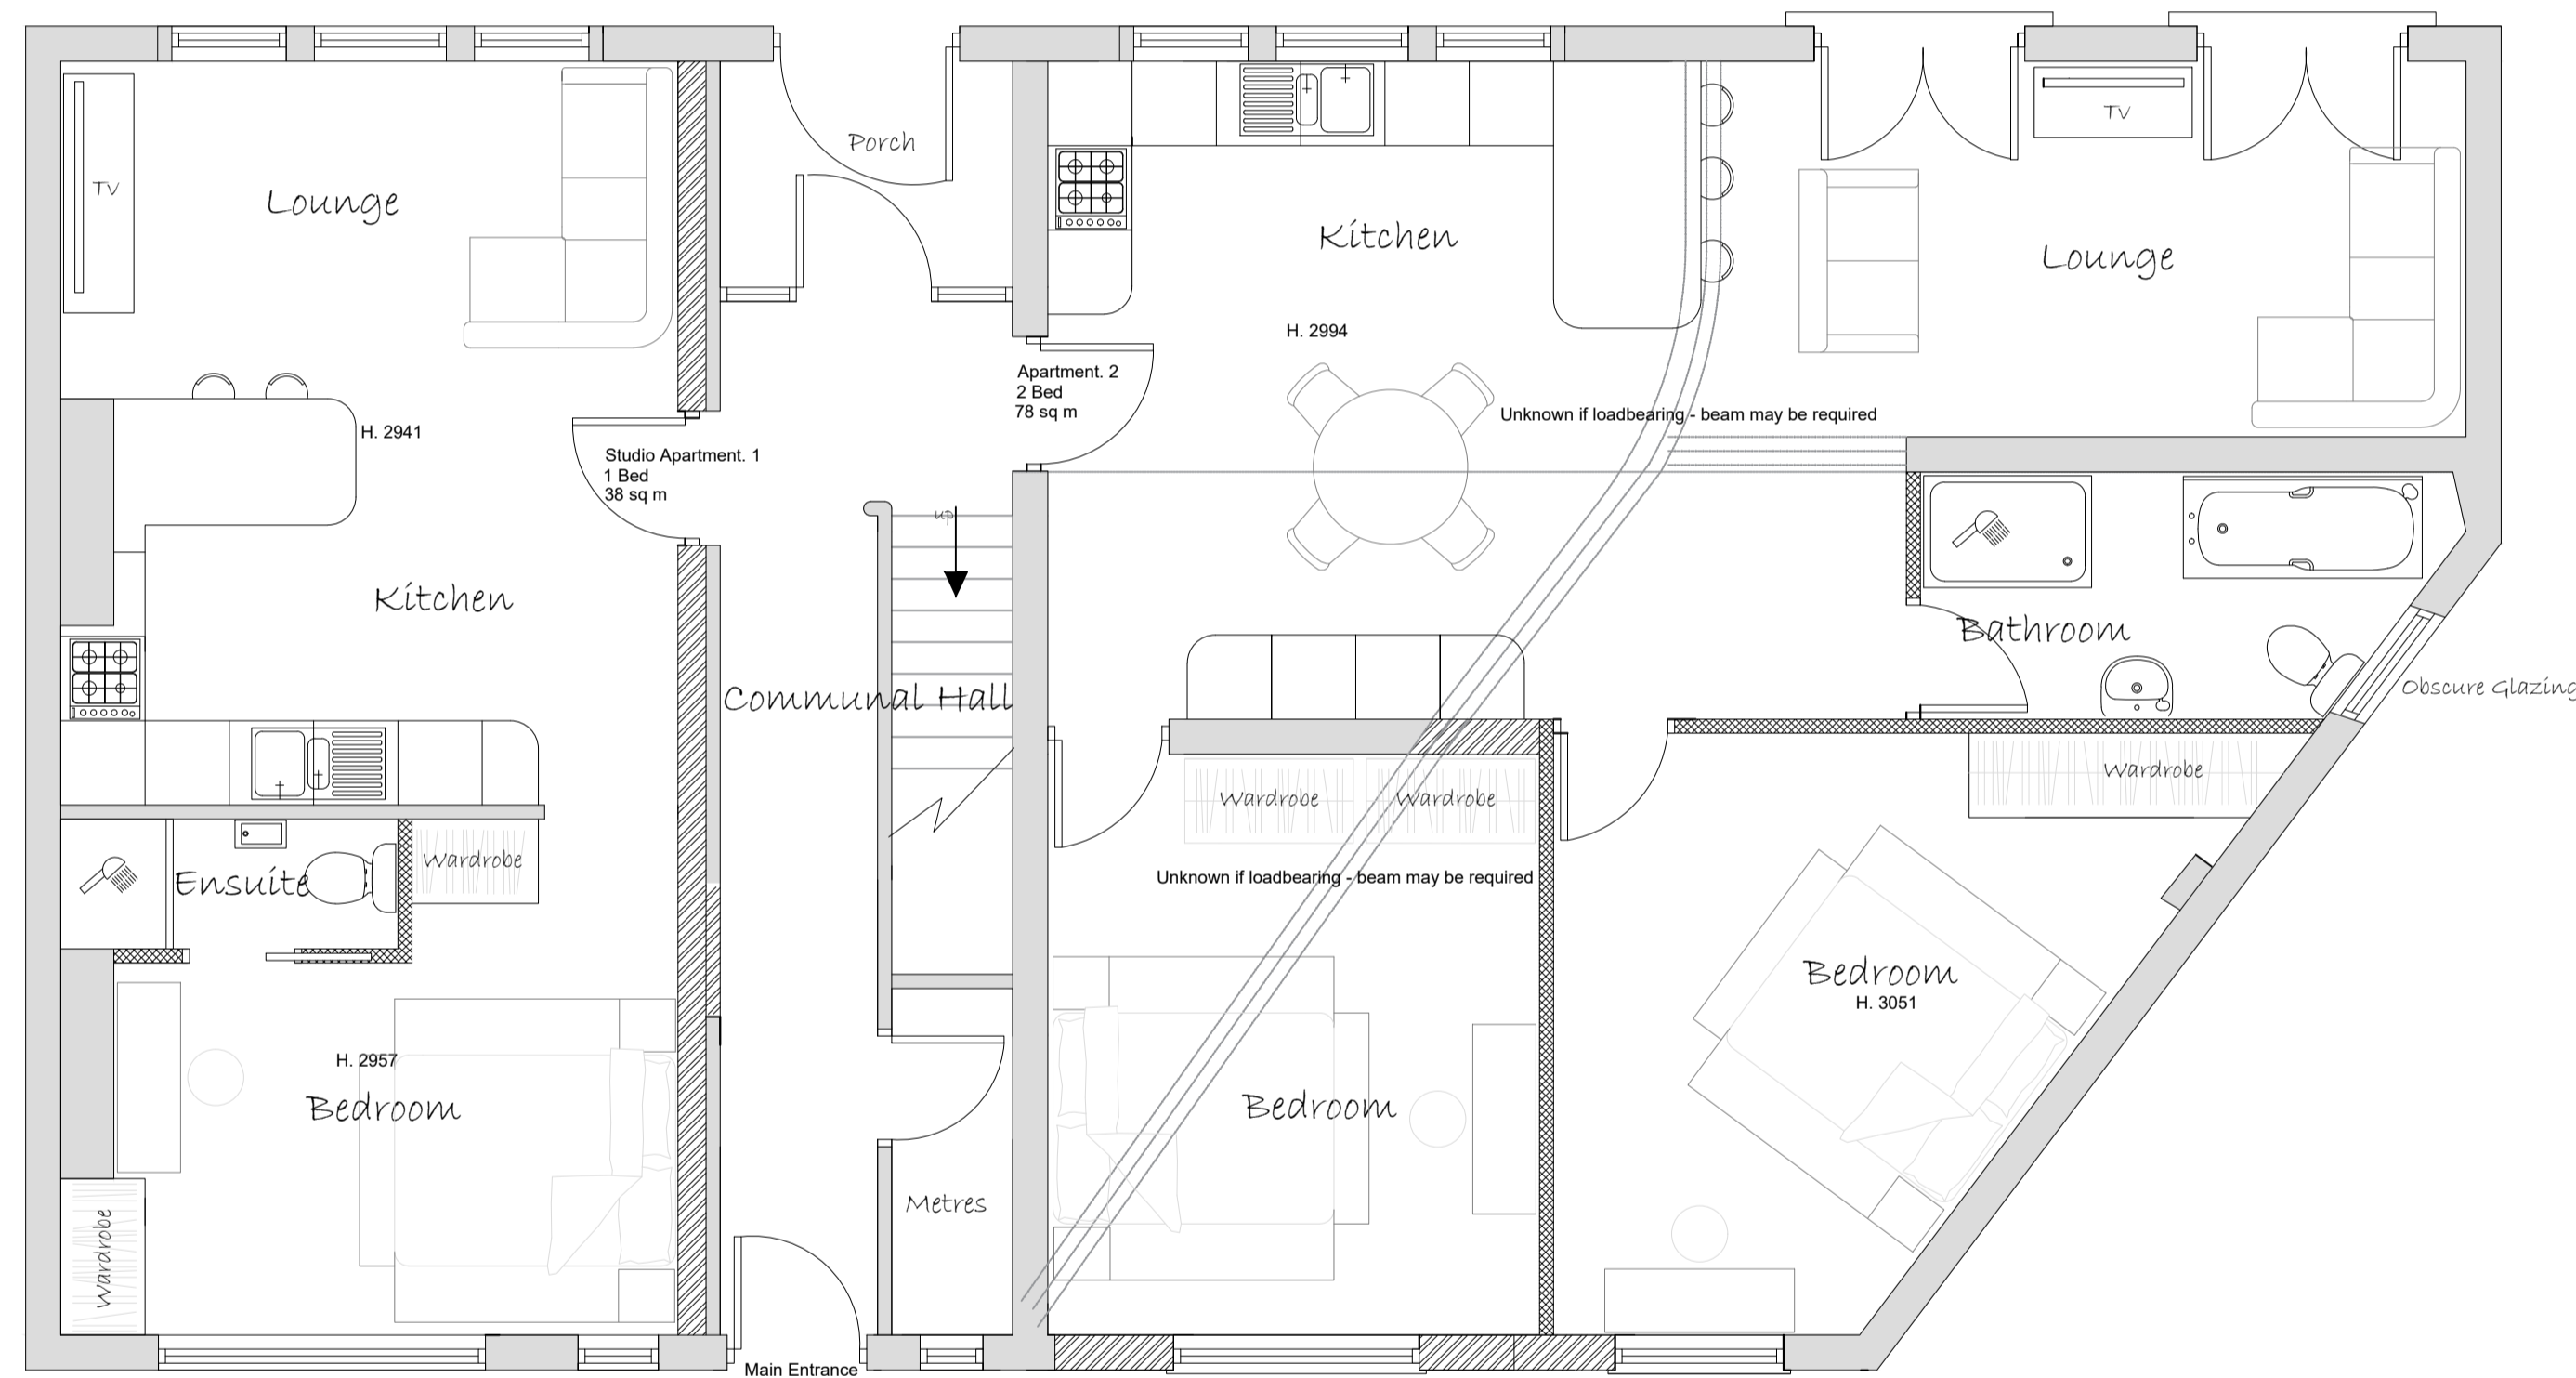 Porch
TV
TV
Lounge
Kitchen
Lounge
H. 2994
Apartment. 2
2 Bed
78 sq m
Unknown if loadbearing - beam may be required
H. 2941
Studio Apartment. 1
1 Bed
38 sq m
up
Kitchen
Bathroom
Communal Hall
Obscure Glazing
Wardrobe
Wardrobe
Wardrobe
Wardrobe
Ensuite
Unknown if loadbearing - beam may be required
Bedroom
H. 3051
H. 2957
Bedroom
Bedroom
Metres
Wardrobe
Main Entrance